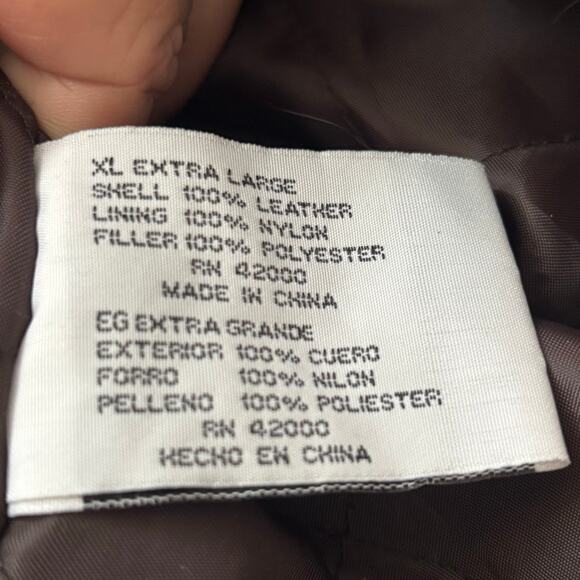 XL EXTRA LARGE
SHELL 100% LEATHER
LINING 100% NYLON
FILLER 100% POLYESTER
RN 42000
MADE IN CHINA
EG EXTRA GRANDE
EXTERIOR 100% CUERO
FORRO 100% NILON
PELLENO 100% POLIESTER
RN 42000
HECHO EN CHINA